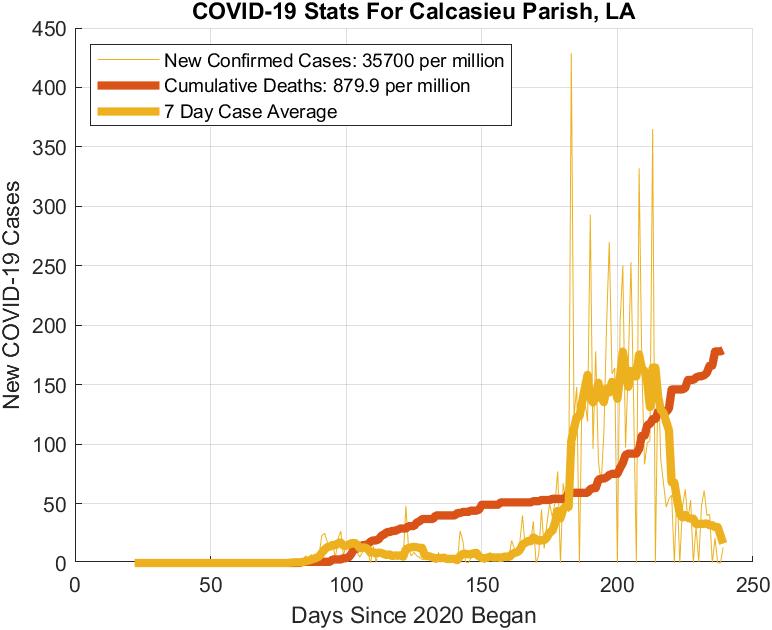 COVID-19 Stats For Calcasieu Parish, LA
New Confirmed Cases: 35700 per million
Cumulative Deaths: 879.9 per million
7 Day Case Average
New COVID-19 Cases
450
400
350
300
250
200
150
100
50
0
0 50 100 150 200 250
Days Since 2020 Began